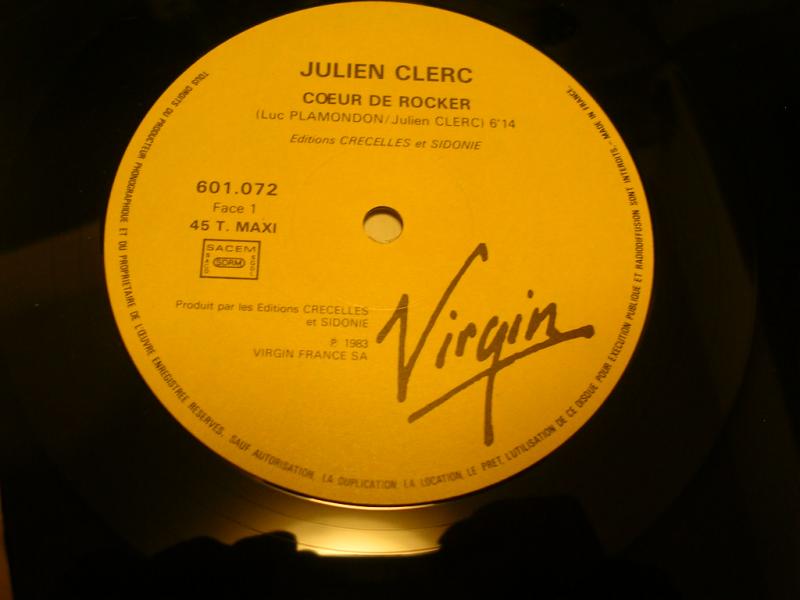 JULIEN CLERC
CŒUR DE ROCKER
(Luc PLAMONDON/Julien CLERC) 6'14
Editions CRECELLES et SIDONIE
601.072
Face 1
45 T. MAXI
SACEM
SDRM
Produit par les Editions CRECELLES
et SIDONIE
P. 1983
VIRGIN FRANCE SA
Virgin
TOUS DROITS DU PRODUCTEUR PHONOGRAPHIQUE ET DU PROPRIETAIRE DE L'ŒUVRE ENREGISTREE RESERVES. SAUF AUTORISATION, LA DUPLICATION, LA LOCATION, LE PRET, L'UTILISATION DE CE DISQUE POUR EXECUTION PUBLIQUE ET RADIODIFFUSION SONT INTERDITS. - MADE IN FRANCE.